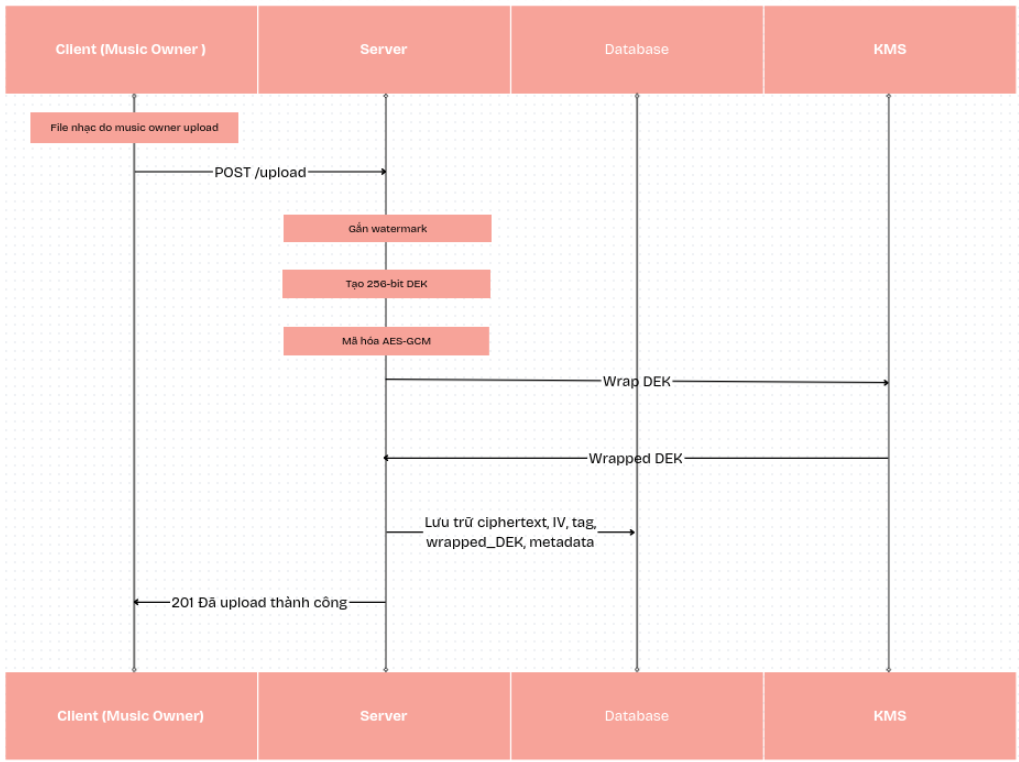 Client (Music Owner )
Server
Database
KMS
File nhạc do music owner upload
POST /upload
Gắn watermark
Tạo 256-bit DEK
Mã hóa AES-GCM
Wrap DEK
Wrapped DEK
Lưu trữ ciphertext, IV, tag,
wrapped_DEK, metadata
201 Đã upload thành công
Client (Music Owner)
Server
Database
KMS